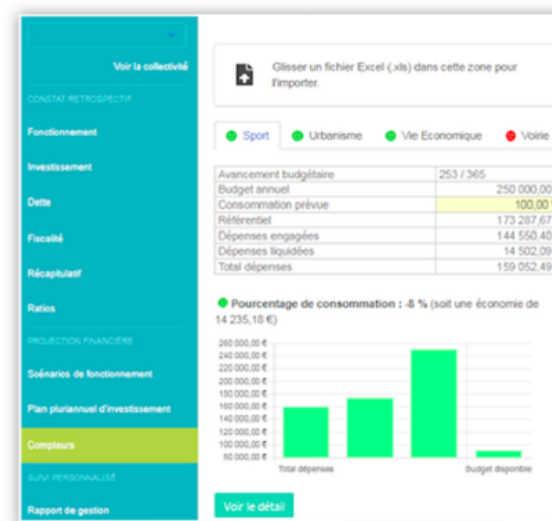 Voir la collectivité
CONSTAT RETROSPECTIF
Fonctionnement
Investissement
Dette
Fiscalité
Récapitulatif
Ratios
PROJECTION FINANCIÈRE
Scénarios de fonctionnement
Plan pluriannuel d'investissement
Compteurs
SUIVI PERSONNALISÉ
Rapport de gestion
Glisser un fichier Excel (.xls) dans cette zone pour
l'importer.
Sport Urbanisme Vie Economique Voirie
Avancement budgétaire 253 / 365
Budget annuel 250 000,00
Consommation prévue 100,00
Référentiel 173 287,67
Dépenses engagées 144 550,40
Dépenses liquidées 14 502,09
Total dépenses 159 052,49
Pourcentage de consommation : -8 % (soit une économie de
14 235,18 €)
260 000,00 €
240 000,00 €
220 000,00 €
200 000,00 €
180 000,00 €
160 000,00 €
140 000,00 €
120 000,00 €
100 000,00 €
80 000,00 €
Total dépenses Budget disponible
Voir le détail